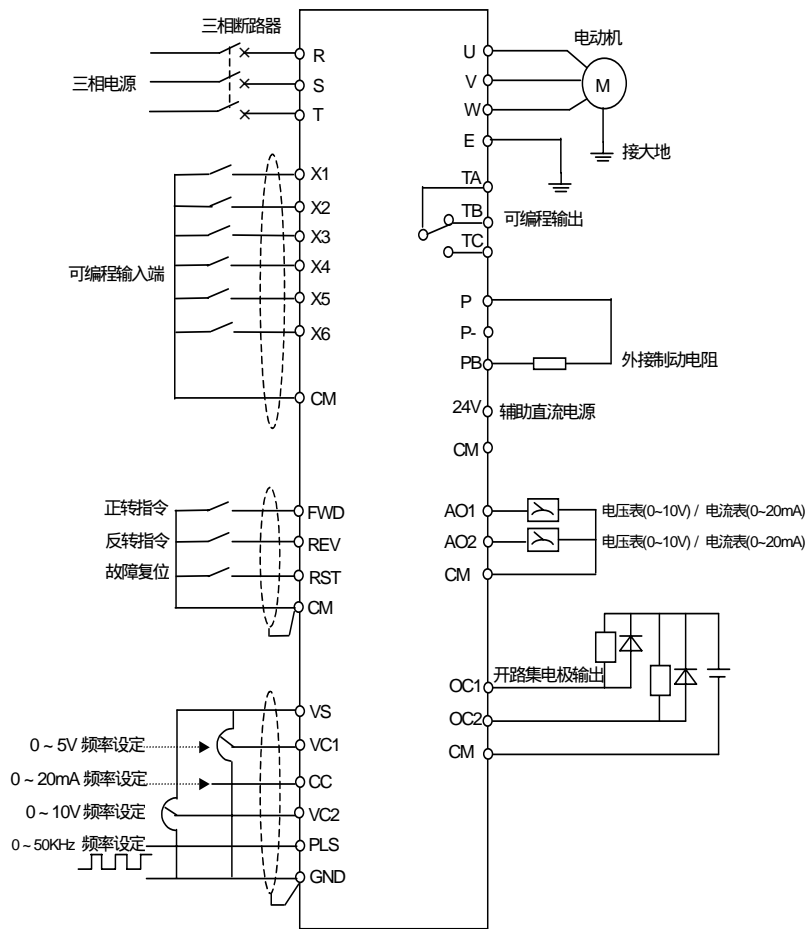 三相断路器
三相电源
R
S
T
X1
X2
X3
X4
X5
X6
可编程输入端
CM
正转指令
FWD
反转指令
REV
故障复位
RST
CM
VS
0 ~ 5V 频率设定
VC1
0 ~ 20mA 频率设定
CC
0 ~ 10V 频率设定
VC2
0 ~ 50KHz 频率设定
PLS
GND
电动机
U
V
W
M
E
接大地
TA
TB
TC
可编程输出
P
P-
PB
外接制动电阻
24V
辅助直流电源
CM
AO1
电压表(0~10V) / 电流表(0~20mA)
AO2
电压表(0~10V) / 电流表(0~20mA)
CM
开路集电极输出
OC1
OC2
CM